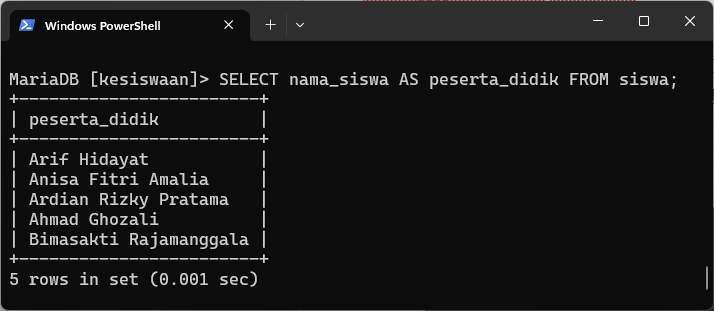 Windows PowerShell
MariaDB [kesiswaan]> SELECT nama_siswa AS peserta_didik FROM siswa;
+------------------------+
| peserta_didik          |
+------------------------+
| Arif Hidayat           |
| Anisa Fitri Amalia     |
| Ardian Rizky Pratama   |
| Ahmad Ghozali          |
| Bimasakti Rajamanggala |
+------------------------+
5 rows in set (0.001 sec)